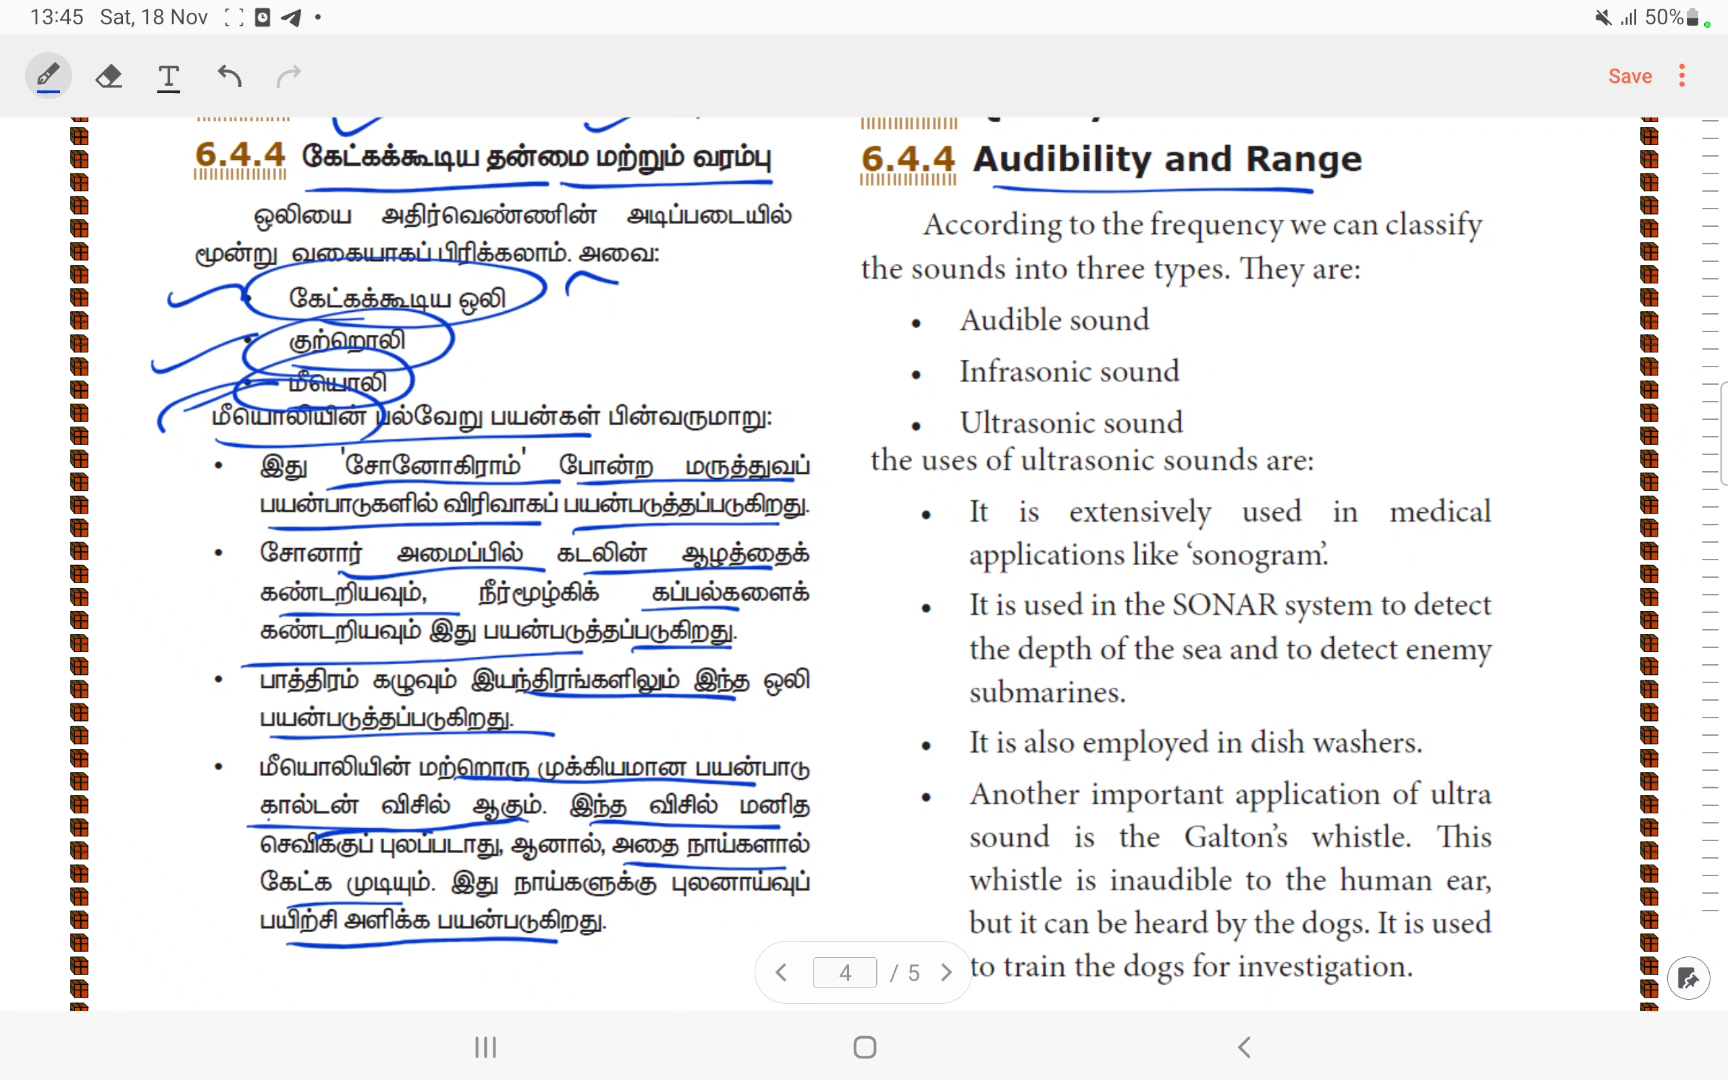 13:45 Sat, 18 Nov
50%
Save
6.4.4 கேட்கக்கூடிய தன்மை மற்றும் வரம்பு
ஒலியை அதிர்வெண்ணின் அடிப்படையில்
மூன்று வகையாகப் பிரிக்கலாம். அவை:
• கேட்கக்கூடிய ஒலி
• குற்றொலி
• மீயொலி
மீயொலியின் பல்வேறு பயன்கள் பின்வருமாறு:
• இது 'சோனோகிராம்' போன்ற மருத்துவப்
பயன்பாடுகளில் விரிவாகப் பயன்படுத்தப்படுகிறது.
• சோனார் அமைப்பில் கடலின் ஆழத்தைக்
கண்டறியவும், நீர்மூழ்கிக் கப்பல்களைக்
கண்டறியவும் இது பயன்படுத்தப்படுகிறது.
• பாத்திரம் கழுவும் இயந்திரங்களிலும் இந்த ஒலி
பயன்படுத்தப்படுகிறது.
• மீயொலியின் மற்றொரு முக்கியமான பயன்பாடு
கால்டன் விசில் ஆகும். இந்த விசில் மனித
செவிக்குப் புலப்படாது, ஆனால், அதை நாய்களால்
கேட்க முடியும். இது நாய்களுக்கு புலனாய்வுப்
பயிற்சி அளிக்க பயன்படுகிறது.
6.4.4 Audibility and Range
According to the frequency we can classify
the sounds into three types. They are:
• Audible sound
• Infrasonic sound
• Ultrasonic sound
the uses of ultrasonic sounds are:
• It is extensively used in medical
applications like ‘sonogram’.
• It is used in the SONAR system to detect
the depth of the sea and to detect enemy
submarines.
• It is also employed in dish washers.
• Another important application of ultra
sound is the Galton’s whistle. This
whistle is inaudible to the human ear,
but it can be heard by the dogs. It is used
to train the dogs for investigation.
4 / 5